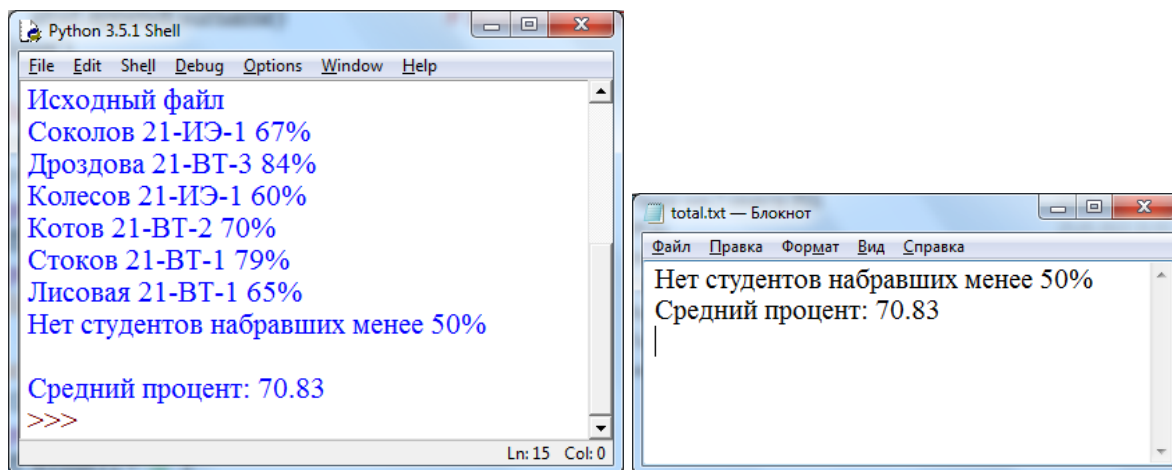 Python 3.5.1 Shell
File Edit Shell Debug Options Window Help
Исходный файл
Соколов 21-ИЭ-1 67%
Дроздова 21-ВТ-3 84%
Колесов 21-ИЭ-1 60%
Котов 21-ВТ-2 70%
Стоков 21-ВТ-1 79%
Лисовая 21-ВТ-1 65%
Нет студентов набравших менее 50%
Средний процент: 70.83
>>>
Ln: 15 Col: 0
total.txt — Блокнот
Файл Правка Формат Вид Справка
Нет студентов набравших менее 50%
Средний процент: 70.83